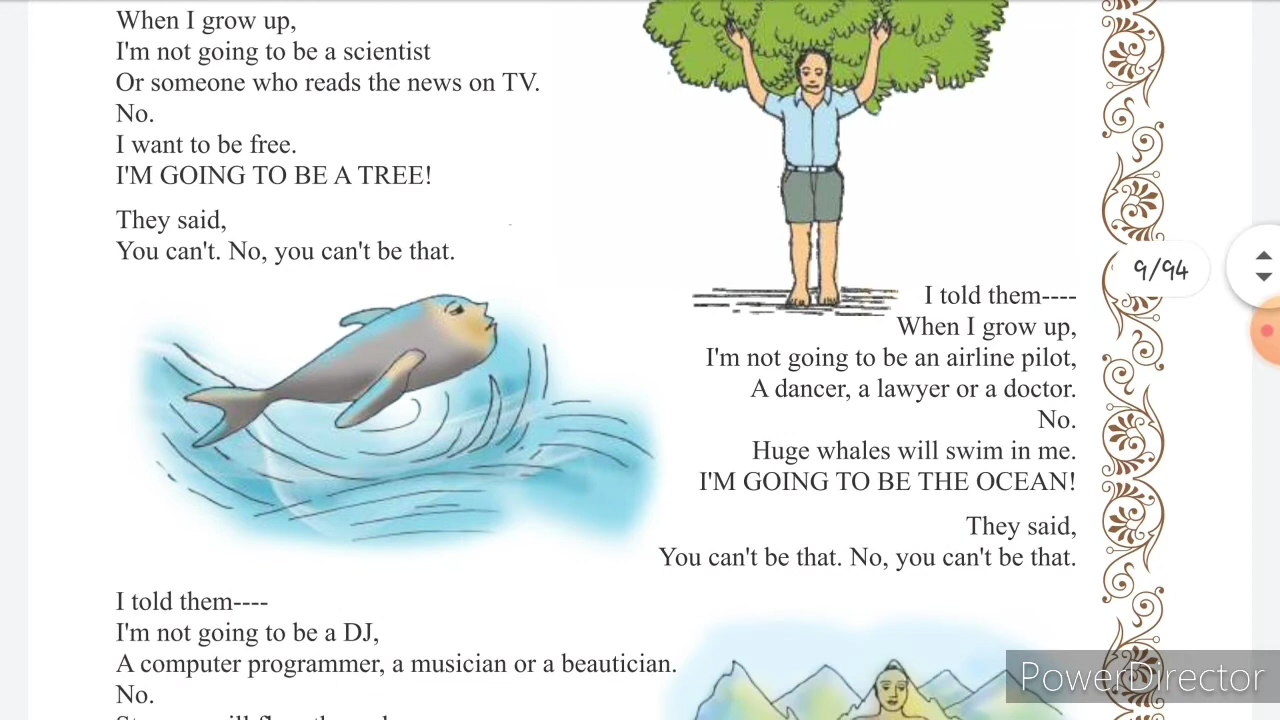 When I grow up,
I'm not going to be a scientist
Or someone who reads the news on TV.
No.
I want to be free.
I'M GOING TO BE A TREE!
They said,
You can't. No, you can't be that.
9/94
I told them----
When I grow up,
I'm not going to be an airline pilot,
A dancer, a lawyer or a doctor.
No.
Huge whales will swim in me.
I'M GOING TO BE THE OCEAN!
They said,
You can't be that. No, you can't be that.
I told them----
I'm not going to be a DJ,
A computer programmer, a musician or a beautician.
No.
PowerDirector